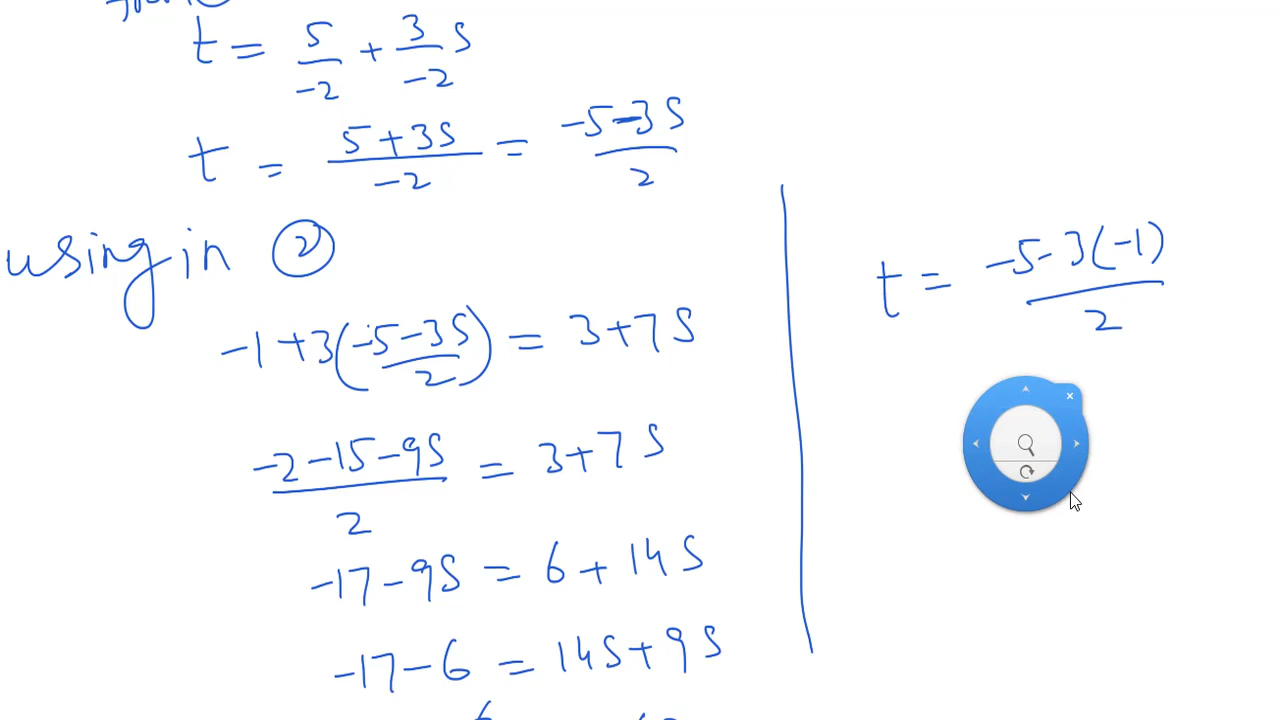 t = 5/-2 + 3/-2 S
t = 5+3S/-2 = -5-3S/2
using in ②
-1+3(-5-3S/2) = 3+7S
-2-15-9S/2 = 3+7S
-17-9S = 6+14S
-17-6 = 14S+9S
t = -5-3(-1)/2